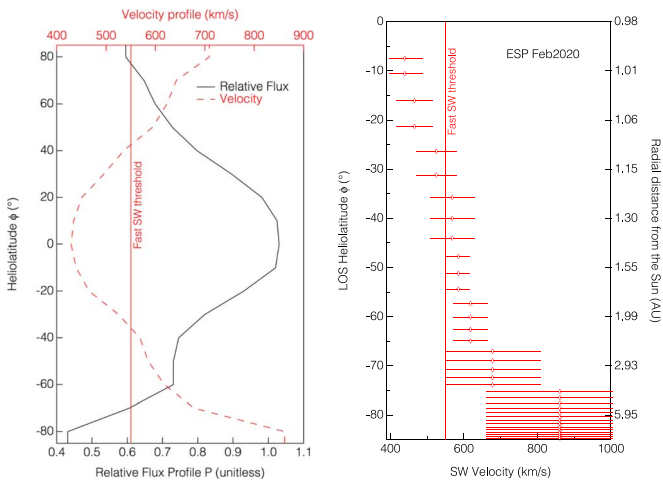 Velocity profile (km/s)
400 500 600 700 800 900
80
60
40
20
0
-20
-40
-60
-80
Heliolatitude ϕ (°)
Relative Flux
Velocity
Fast SW threshold
0.4 0.5 0.6 0.7 0.8 0.9 1.0 1.1
Relative Flux Profile P (unitless)
0
-10
-20
-30
-40
-50
-60
-70
-80
LOS Heliolatitude ϕ (°)
ESP Feb2020
Fast SW threshold
0.98
1.01
1.06
1.15
1.30
1.55
1.99
2.93
5.95
Radial distance from the Sun (AU)
400 600 800 1000
SW Velocity (km/s)